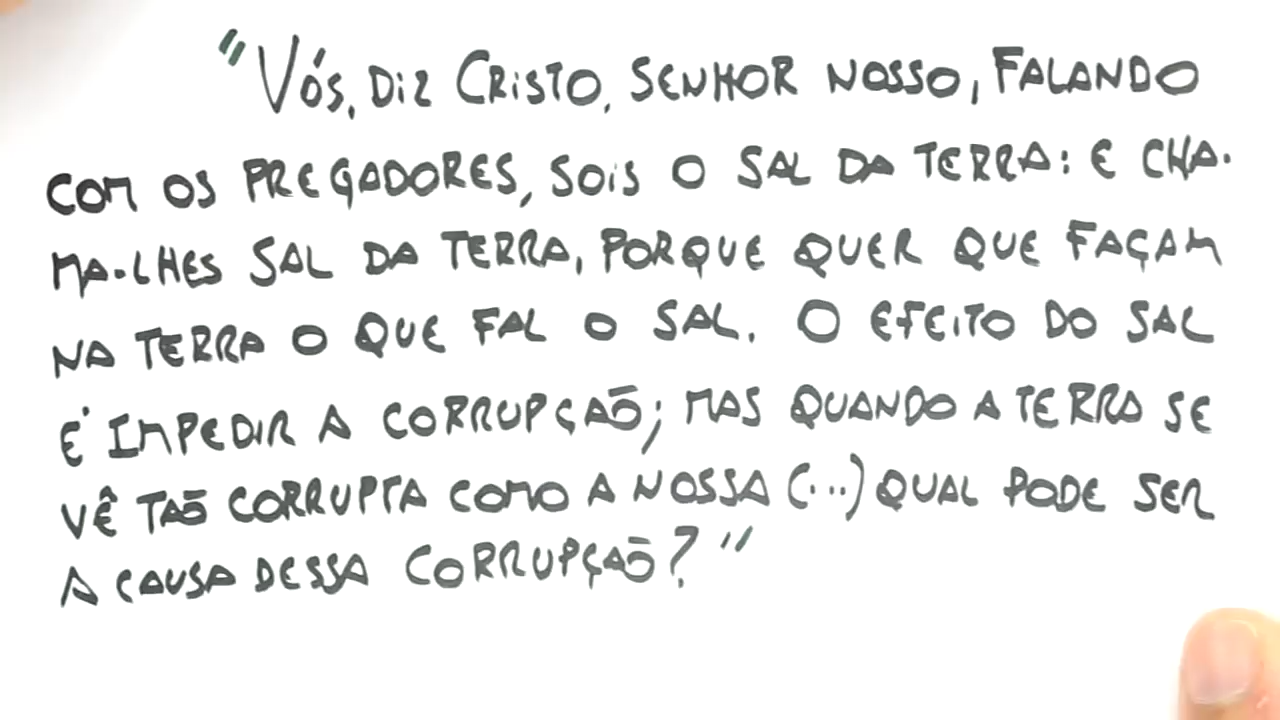 "Vós, diz Cristo, Senhor nosso, falando
com os pregadores, sois o sal da terra: e cha-
ma-lhes sal da terra, porque quer que façam
na terra o que fal o sal. O efeito do sal
é impedir a corrupção; mas quando a terra se
vê tão corrupta como a nossa (...) qual pode ser
a causa dessa corrupção?"